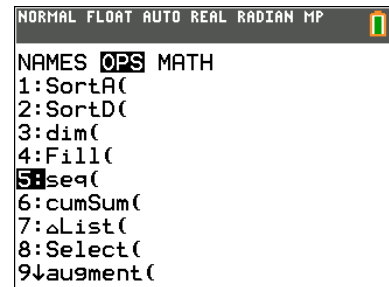 NORMAL FLOAT AUTO REAL RADIAN MP
NAMES OPS MATH
1:SortA(
2:SortD(
3:dim(
4:Fill(
5:seq(
6:cumSum(
7:△List(
8:Select(
9↓augment(